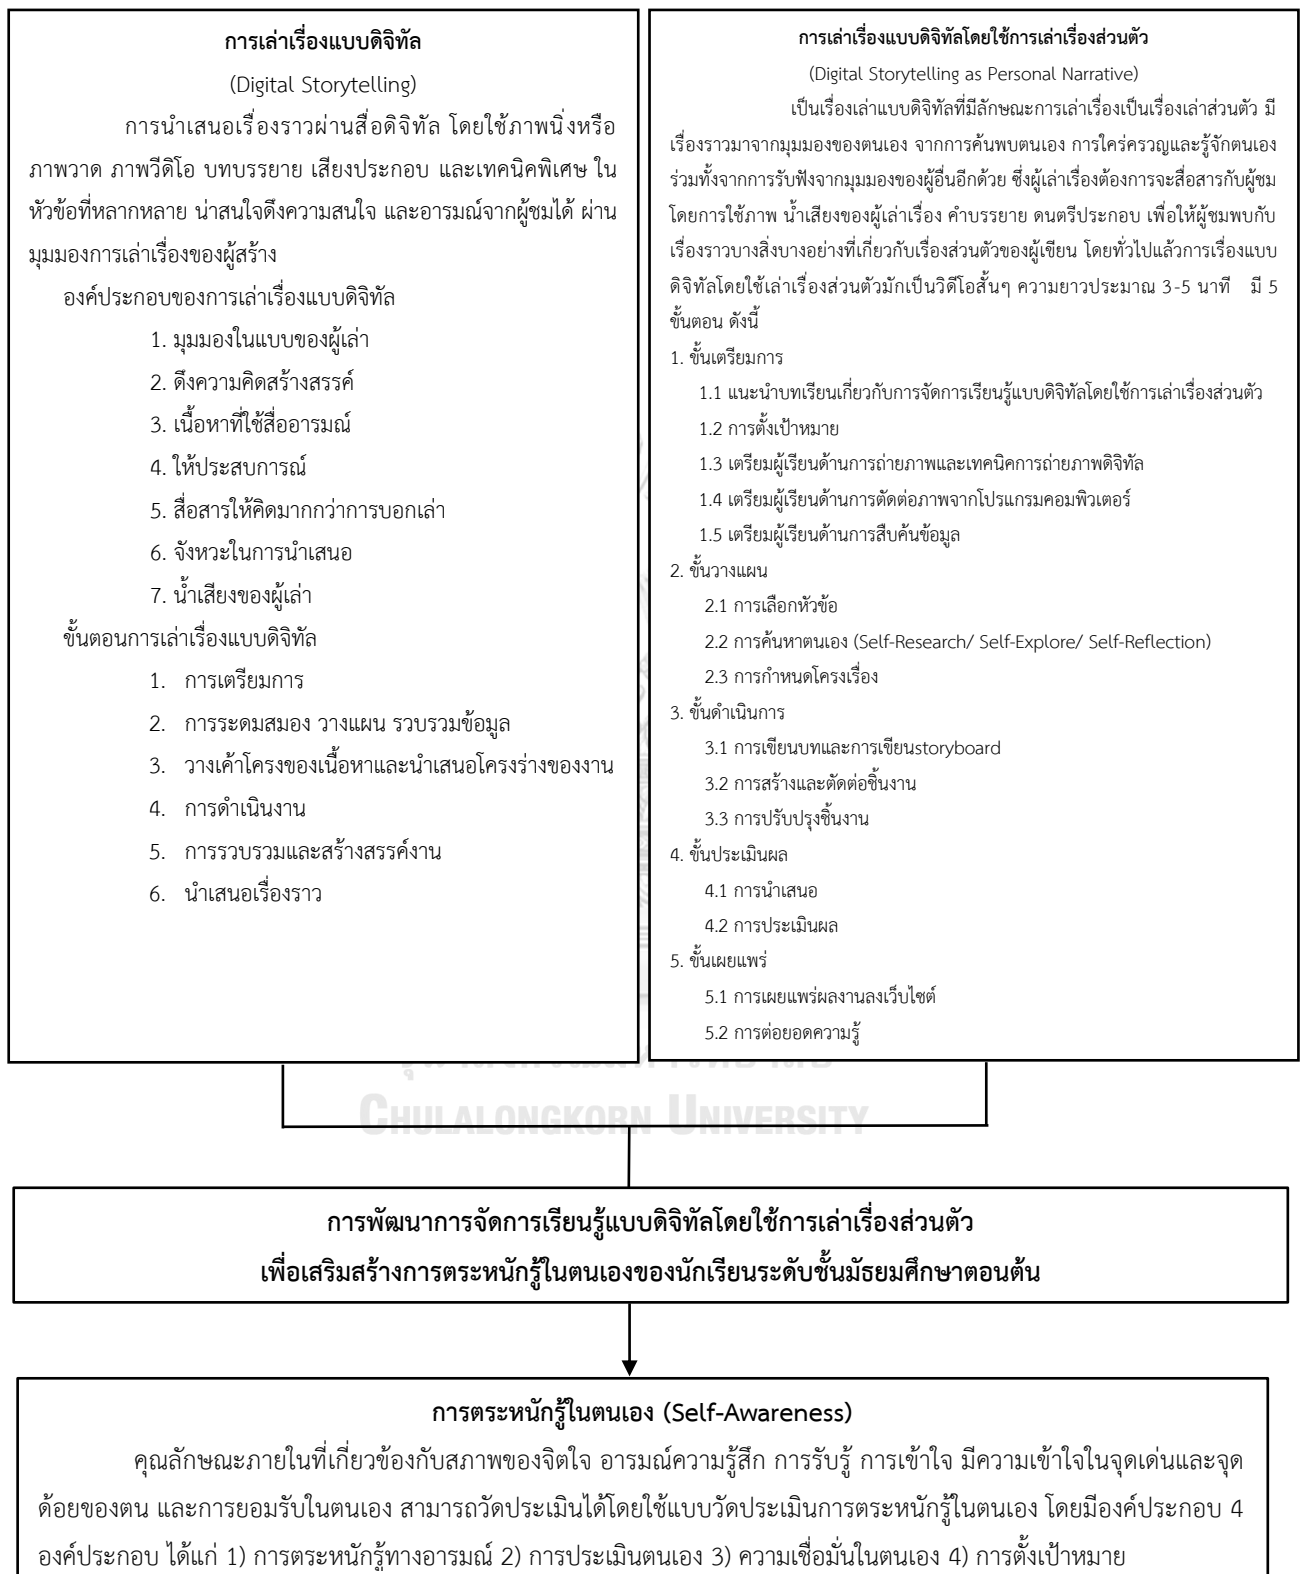 การเล่าเรื่องแบบดิจิทัล
(Digital Storytelling)
การนำเสนอเรื่องราวผ่านสื่อดิจิทัล โดยใช้ภาพนิ่งหรือ
ภาพวาด ภาพวีดิโอ บทบรรยาย เสียงประกอบ และเทคนิคพิเศษ ใน
หัวข้อที่หลากหลาย น่าสนใจดึงความสนใจ และอารมณ์จากผู้ชมได้ ผ่าน
มุมมองการเล่าเรื่องของผู้สร้าง
องค์ประกอบของการเล่าเรื่องแบบดิจิทัล
1. มุมมองในแบบของผู้เล่า
2. ดึงความคิดสร้างสรรค์
3. เนื้อหาที่ใช้สื่ออารมณ์
4. ให้ประสบการณ์
5. สื่อสารให้คิดมากกว่าการบอกเล่า
6. จังหวะในการนำเสนอ
7. น้ำเสียงของผู้เล่า
ขั้นตอนการเล่าเรื่องแบบดิจิทัล
1. การเตรียมการ
2. การระดมสมอง วางแผน รวบรวมข้อมูล
3. วางเค้าโครงของเนื้อหาและนำเสนอโครงร่างของงาน
4. การดำเนินงาน
5. การรวบรวมและสร้างสรรค์งาน
6. นำเสนอเรื่องราว
การเล่าเรื่องแบบดิจิทัลโดยใช้การเล่าเรื่องส่วนตัว
(Digital Storytelling as Personal Narrative)
เป็นเรื่องเล่าแบบดิจิทัลที่มีลักษณะการเล่าเรื่องเป็นเรื่องเล่าส่วนตัว มี
เรื่องราวมาจากมุมมองของตนเอง จากการค้นพบตนเอง การใคร่ครวญและรู้จักตนเอง
ร่วมทั้งจากการรับฟังจากมุมมองของผู้อื่นอีกด้วย ซึ่งผู้เล่าเรื่องต้องการจะสื่อสารกับผู้ชม
โดยการใช้ภาพ น้ำเสียงของผู้เล่าเรื่อง คำบรรยาย ดนตรีประกอบ เพื่อให้ผู้ชมพบกับ
เรื่องราวบางสิ่งบางอย่างที่เกี่ยวกับเรื่องส่วนตัวของผู้เขียน โดยทั่วไปแล้วการเรื่องแบบ
ดิจิทัลโดยใช้เล่าเรื่องส่วนตัวมักเป็นวิดีโอสั้นๆ ความยาวประมาณ 3-5 นาที มี 5
ขั้นตอน ดังนี้
1. ขั้นเตรียมการ
1.1 แนะนำบทเรียนเกี่ยวกับการจัดการเรียนรู้แบบดิจิทัลโดยใช้การเล่าเรื่องส่วนตัว
1.2 การตั้งเป้าหมาย
1.3 เตรียมผู้เรียนด้านการถ่ายภาพและเทคนิคการถ่ายภาพดิจิทัล
1.4 เตรียมผู้เรียนด้านการตัดต่อภาพจากโปรแกรมคอมพิวเตอร์
1.5 เตรียมผู้เรียนด้านการสืบค้นข้อมูล
2. ขั้นวางแผน
2.1 การเลือกหัวข้อ
2.2 การค้นหาตนเอง (Self-Research/ Self-Explore/ Self-Reflection)
2.3 การกำหนดโครงเรื่อง
3. ขั้นดำเนินการ
3.1 การเขียนบทและการเขียนstoryboard
3.2 การสร้างและตัดต่อชิ้นงาน
3.3 การปรับปรุงชิ้นงาน
4. ขั้นประเมินผล
4.1 การนำเสนอ
4.2 การประเมินผล
5. ขั้นเผยแพร่
5.1 การเผยแพร่ผลงานลงเว็บไซต์
5.2 การต่อยอดความรู้
CHULALONGKORN UNIVERSITY
การพัฒนาการจัดการเรียนรู้แบบดิจิทัลโดยใช้การเล่าเรื่องส่วนตัว
เพื่อเสริมสร้างการตระหนักรู้ในตนเองของนักเรียนระดับชั้นมัธยมศึกษาตอนต้น
การตระหนักรู้ในตนเอง (Self-Awareness)
คุณลักษณะภายในที่เกี่ยวข้องกับสภาพของจิตใจ อารมณ์ความรู้สึก การรับรู้ การเข้าใจ มีความเข้าใจในจุดเด่นและจุด
ด้อยของตน และการยอมรับในตนเอง สามารถวัดประเมินได้โดยใช้แบบวัดประเมินการตระหนักรู้ในตนเอง โดยมีองค์ประกอบ 4
องค์ประกอบ ได้แก่ 1) การตระหนักรู้ทางอารมณ์ 2) การประเมินตนเอง 3) ความเชื่อมั่นในตนเอง 4) การตั้งเป้าหมาย